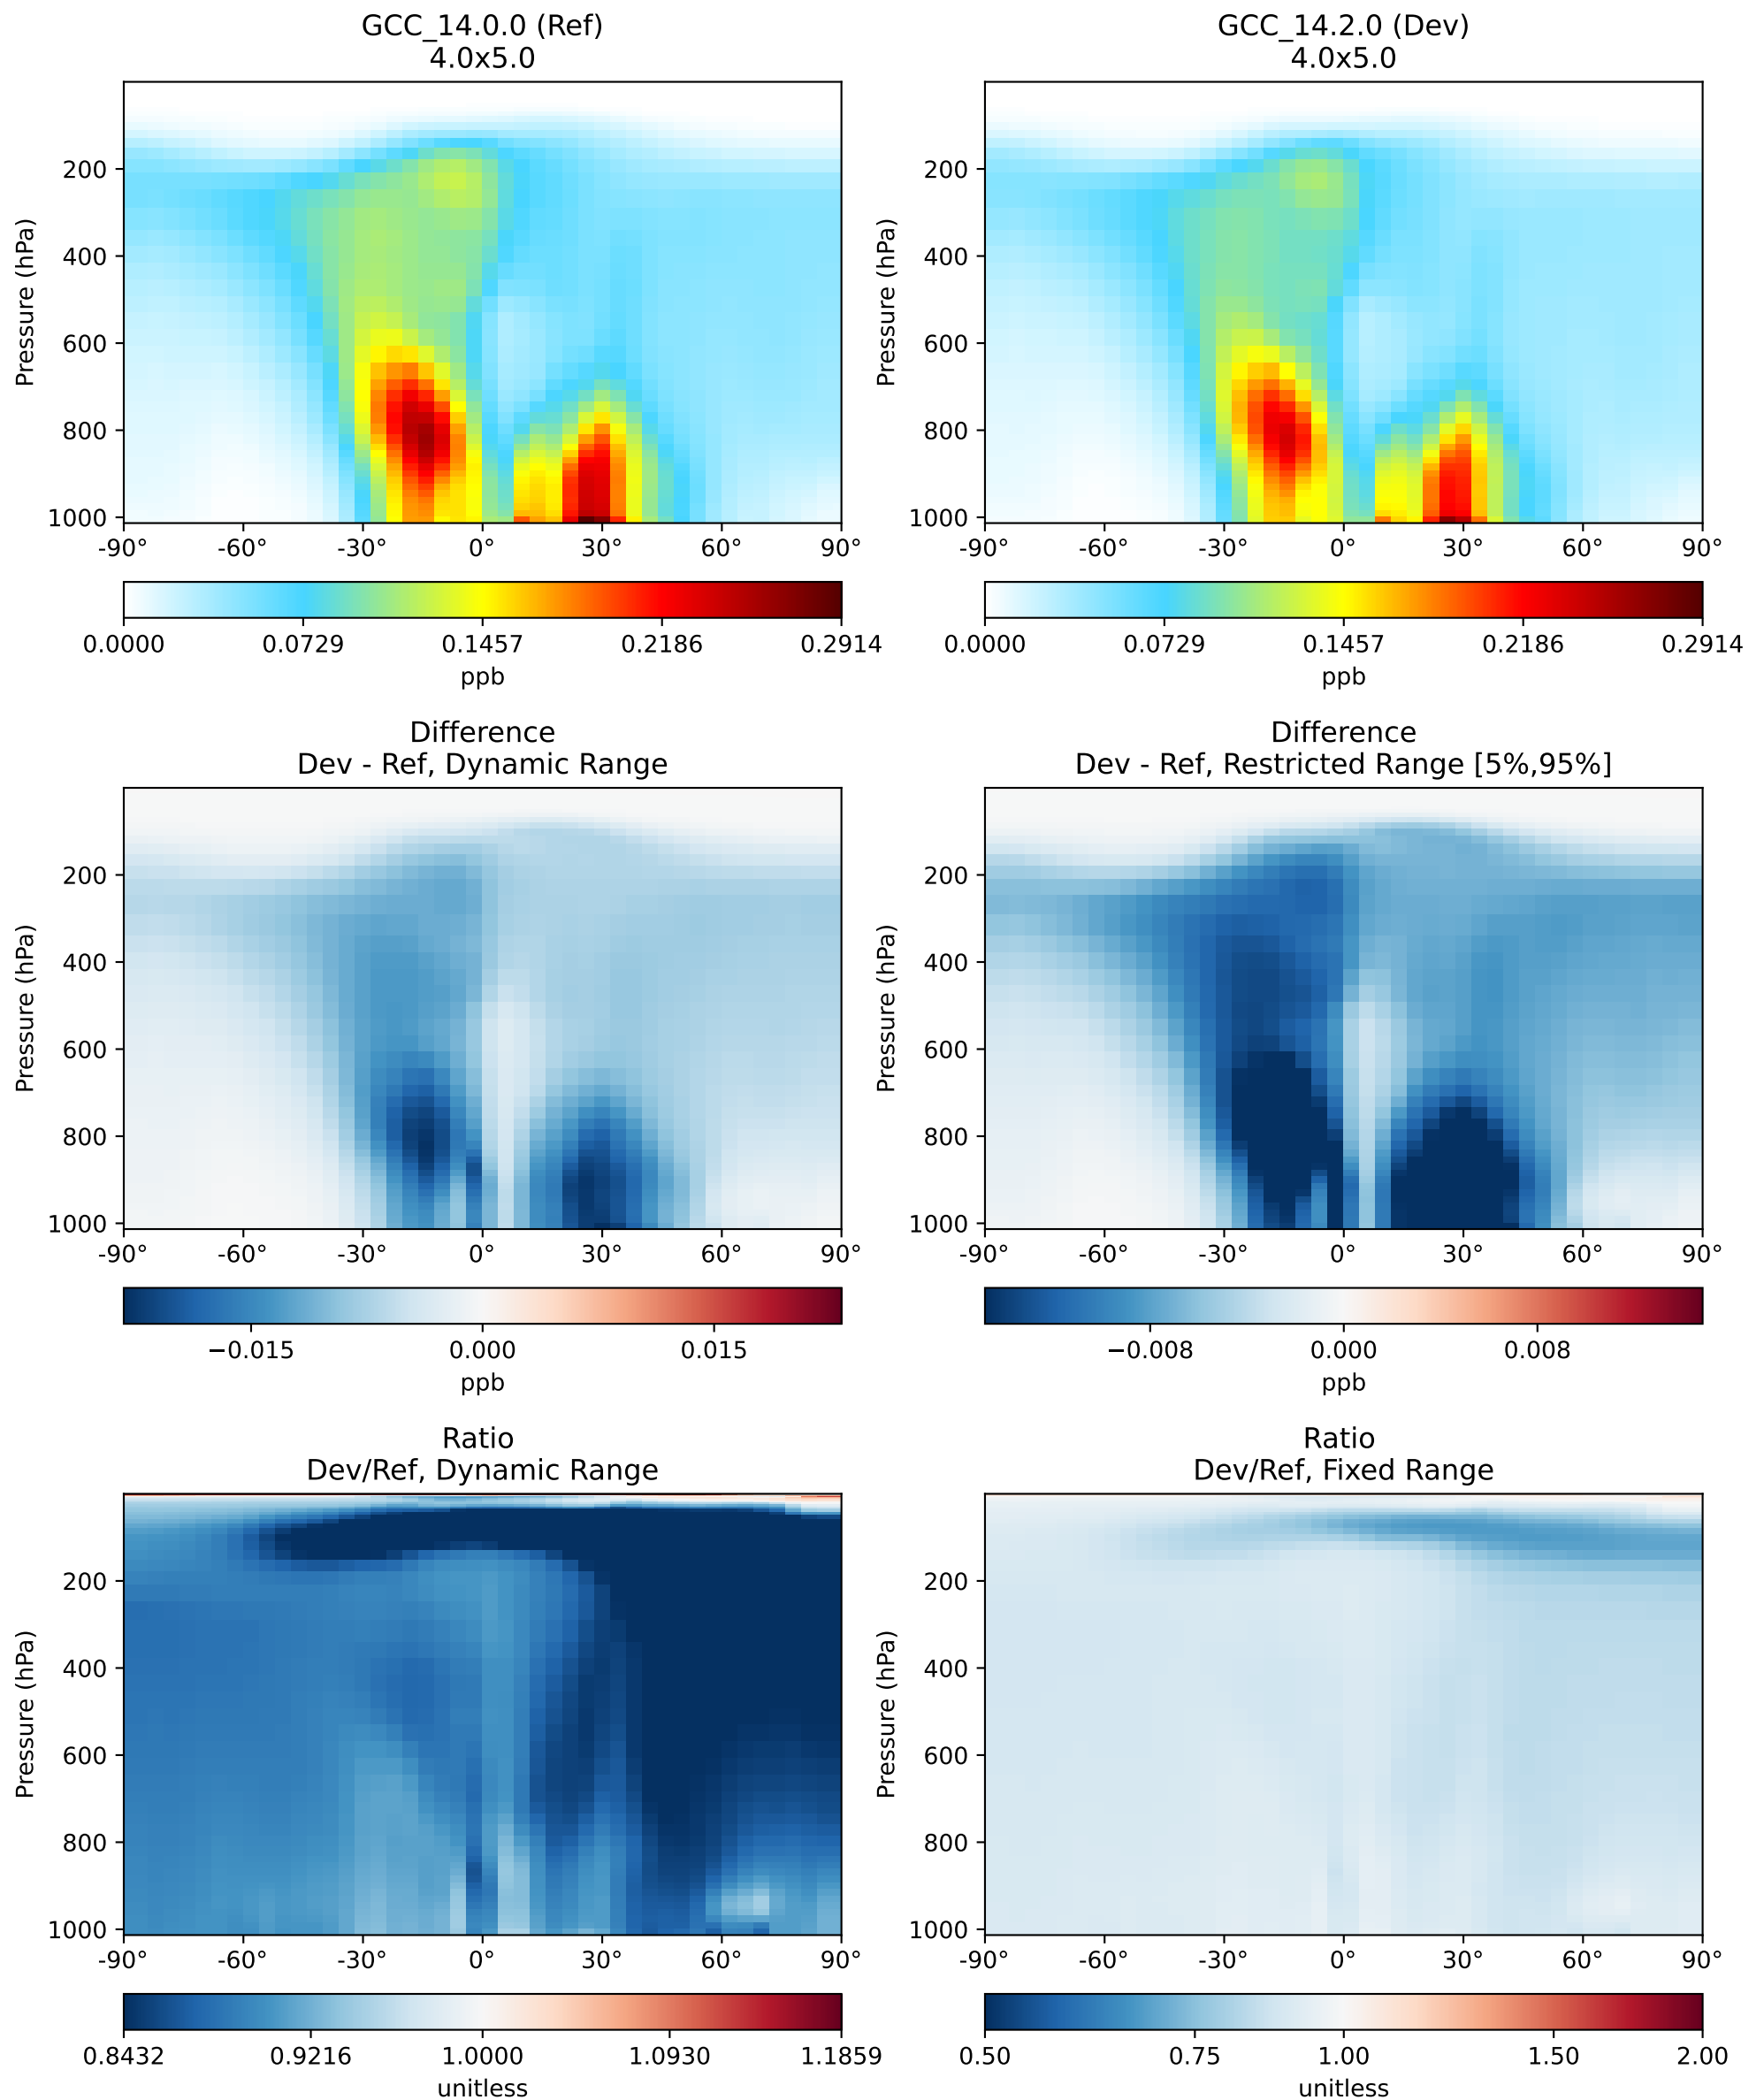 GCC_14.0.0 (Ref)
4.0x5.0
Pressure (hPa)
200
400
600
800
1000
-90° -60° -30° 0° 30° 60° 90°
0.0000 0.0729 0.1457 0.2186 0.2914
ppb
GCC_14.2.0 (Dev)
4.0x5.0
Pressure (hPa)
200
400
600
800
1000
-90° -60° -30° 0° 30° 60° 90°
0.0000 0.0729 0.1457 0.2186 0.2914
ppb
Difference
Dev - Ref, Dynamic Range
Pressure (hPa)
200
400
600
800
1000
-90° -60° -30° 0° 30° 60° 90°
−0.015 0.000 0.015
ppb
Difference
Dev - Ref, Restricted Range [5%,95%]
Pressure (hPa)
200
400
600
800
1000
-90° -60° -30° 0° 30° 60° 90°
−0.008 0.000 0.008
ppb
Ratio
Dev/Ref, Dynamic Range
Pressure (hPa)
200
400
600
800
1000
-90° -60° -30° 0° 30° 60° 90°
0.8432 0.9216 1.0000 1.0930 1.1859
unitless
Ratio
Dev/Ref, Fixed Range
Pressure (hPa)
200
400
600
800
1000
-90° -60° -30° 0° 30° 60° 90°
0.50 0.75 1.00 1.50 2.00
unitless